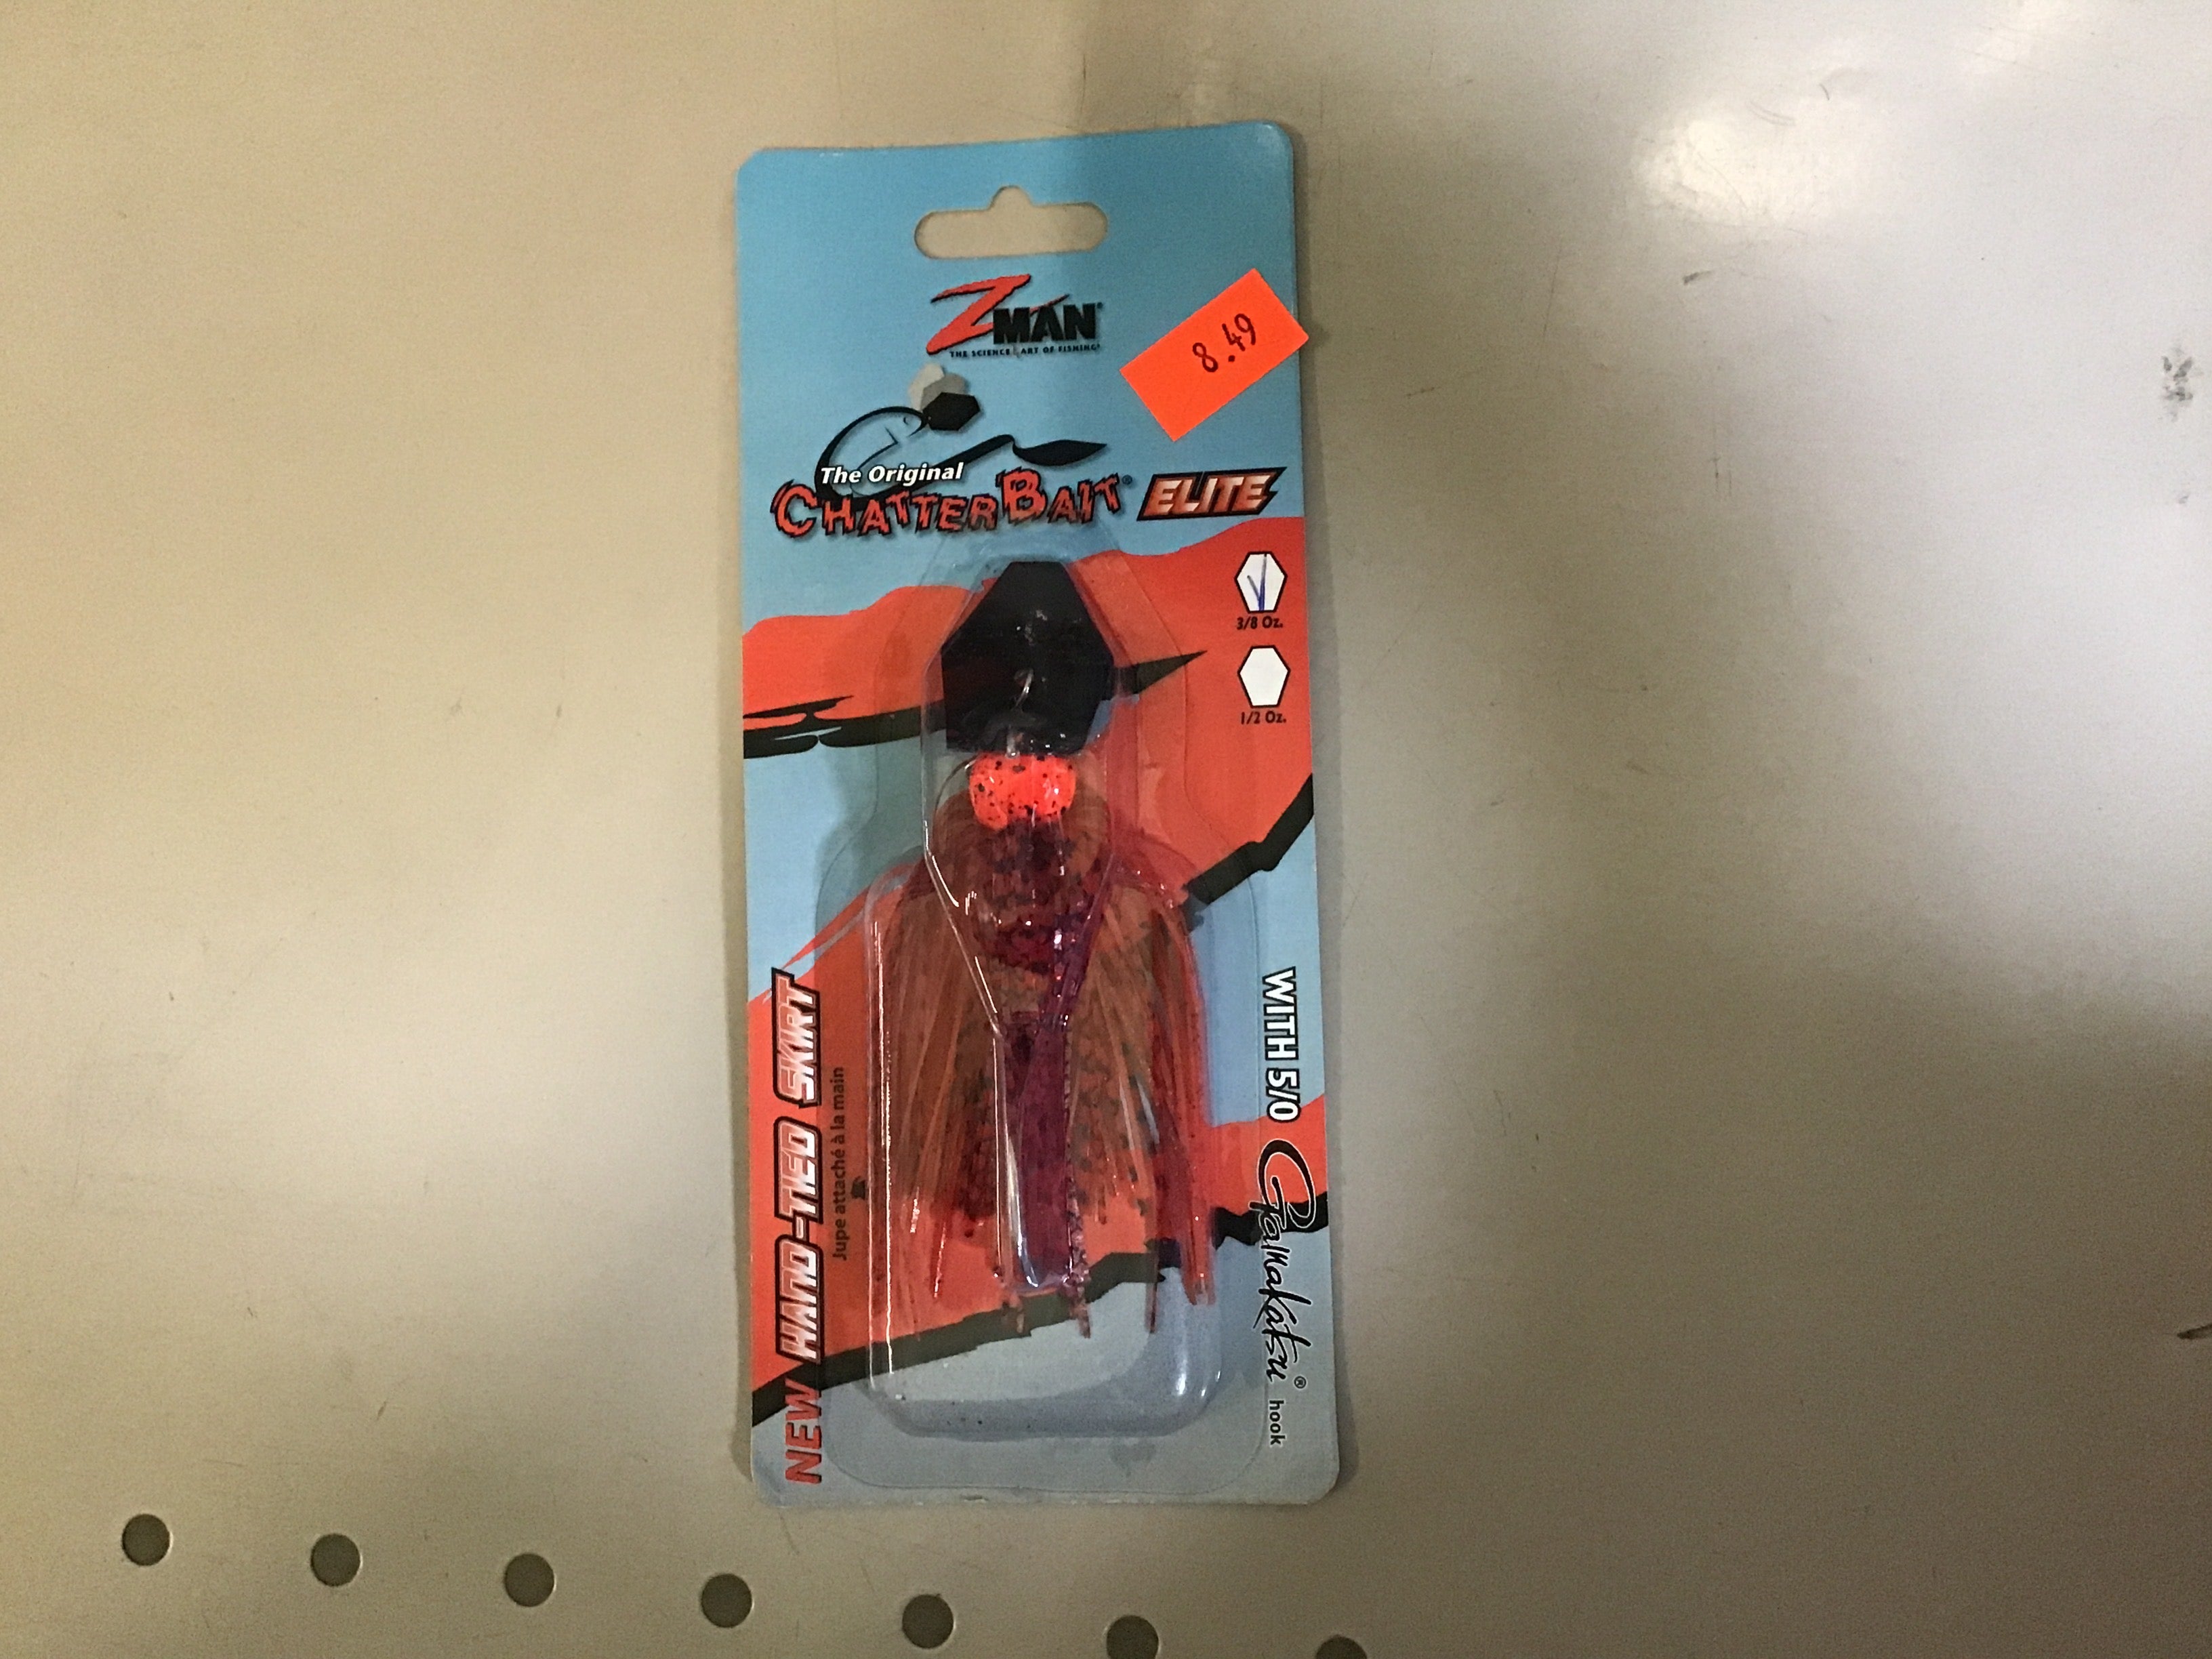 Z MAN®
THE SCIENCE & ART OF FISHING®
8.49
The Original
CHATTERBAIT® ELITE
3/8 Oz.
1/2 Oz.
NEW HAND-TIED SKIRT
Jupe attaché à la main
WITH 5/0 Gamakatsu® hook